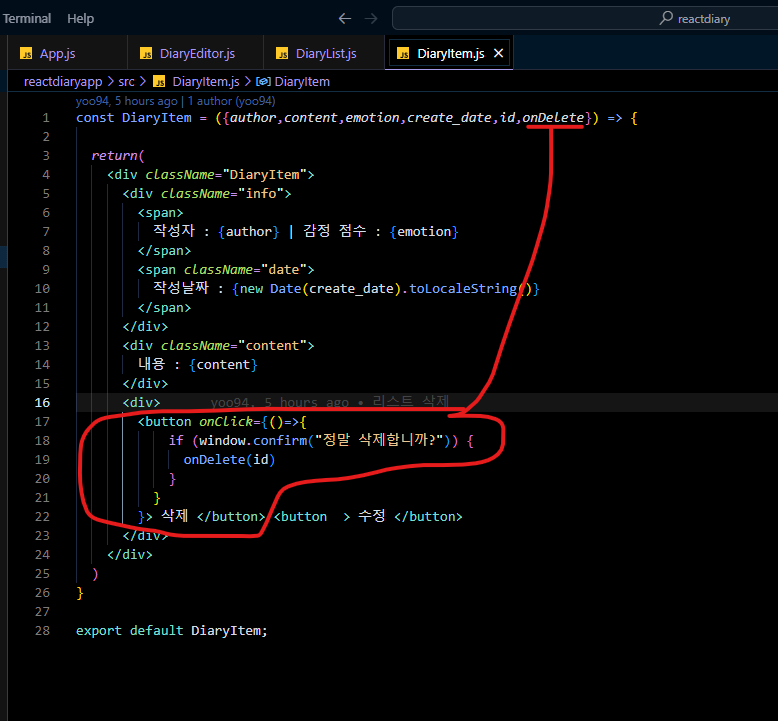 Terminal Help ← → reactdiary
App.js DiaryEditor.js DiaryList.js DiaryItem.js ×
reactdiaryapp > src > DiaryItem.js > DiaryItem
yoo94, 5 hours ago | 1 author (yoo94)
1 const DiaryItem = ({author,content,emotion,create_date,id,onDelete}) => {
2
3 return(
4 <div className="DiaryItem">
5 <div className="info">
6 <span>
7 작성자 : {author} | 감정 점수 : {emotion}
8 </span>
9 <span className="date">
10 작성날짜 : {new Date(create_date).toLocaleString()}
11 </span>
12 </div>
13 <div className="content">
14 내용 : {content}
15 </div>
16 <div> yoo94, 5 hours ago • 리스트 삭제
17 <button onClick={()=>{
18 if (window.confirm("정말 삭제합니까?")) {
19 onDelete(id)
20 }
21 }
22 }> 삭제 </button> <button > 수정 </button>
23 </div>
24 </div>
25 )
26 }
27
28 export default DiaryItem;